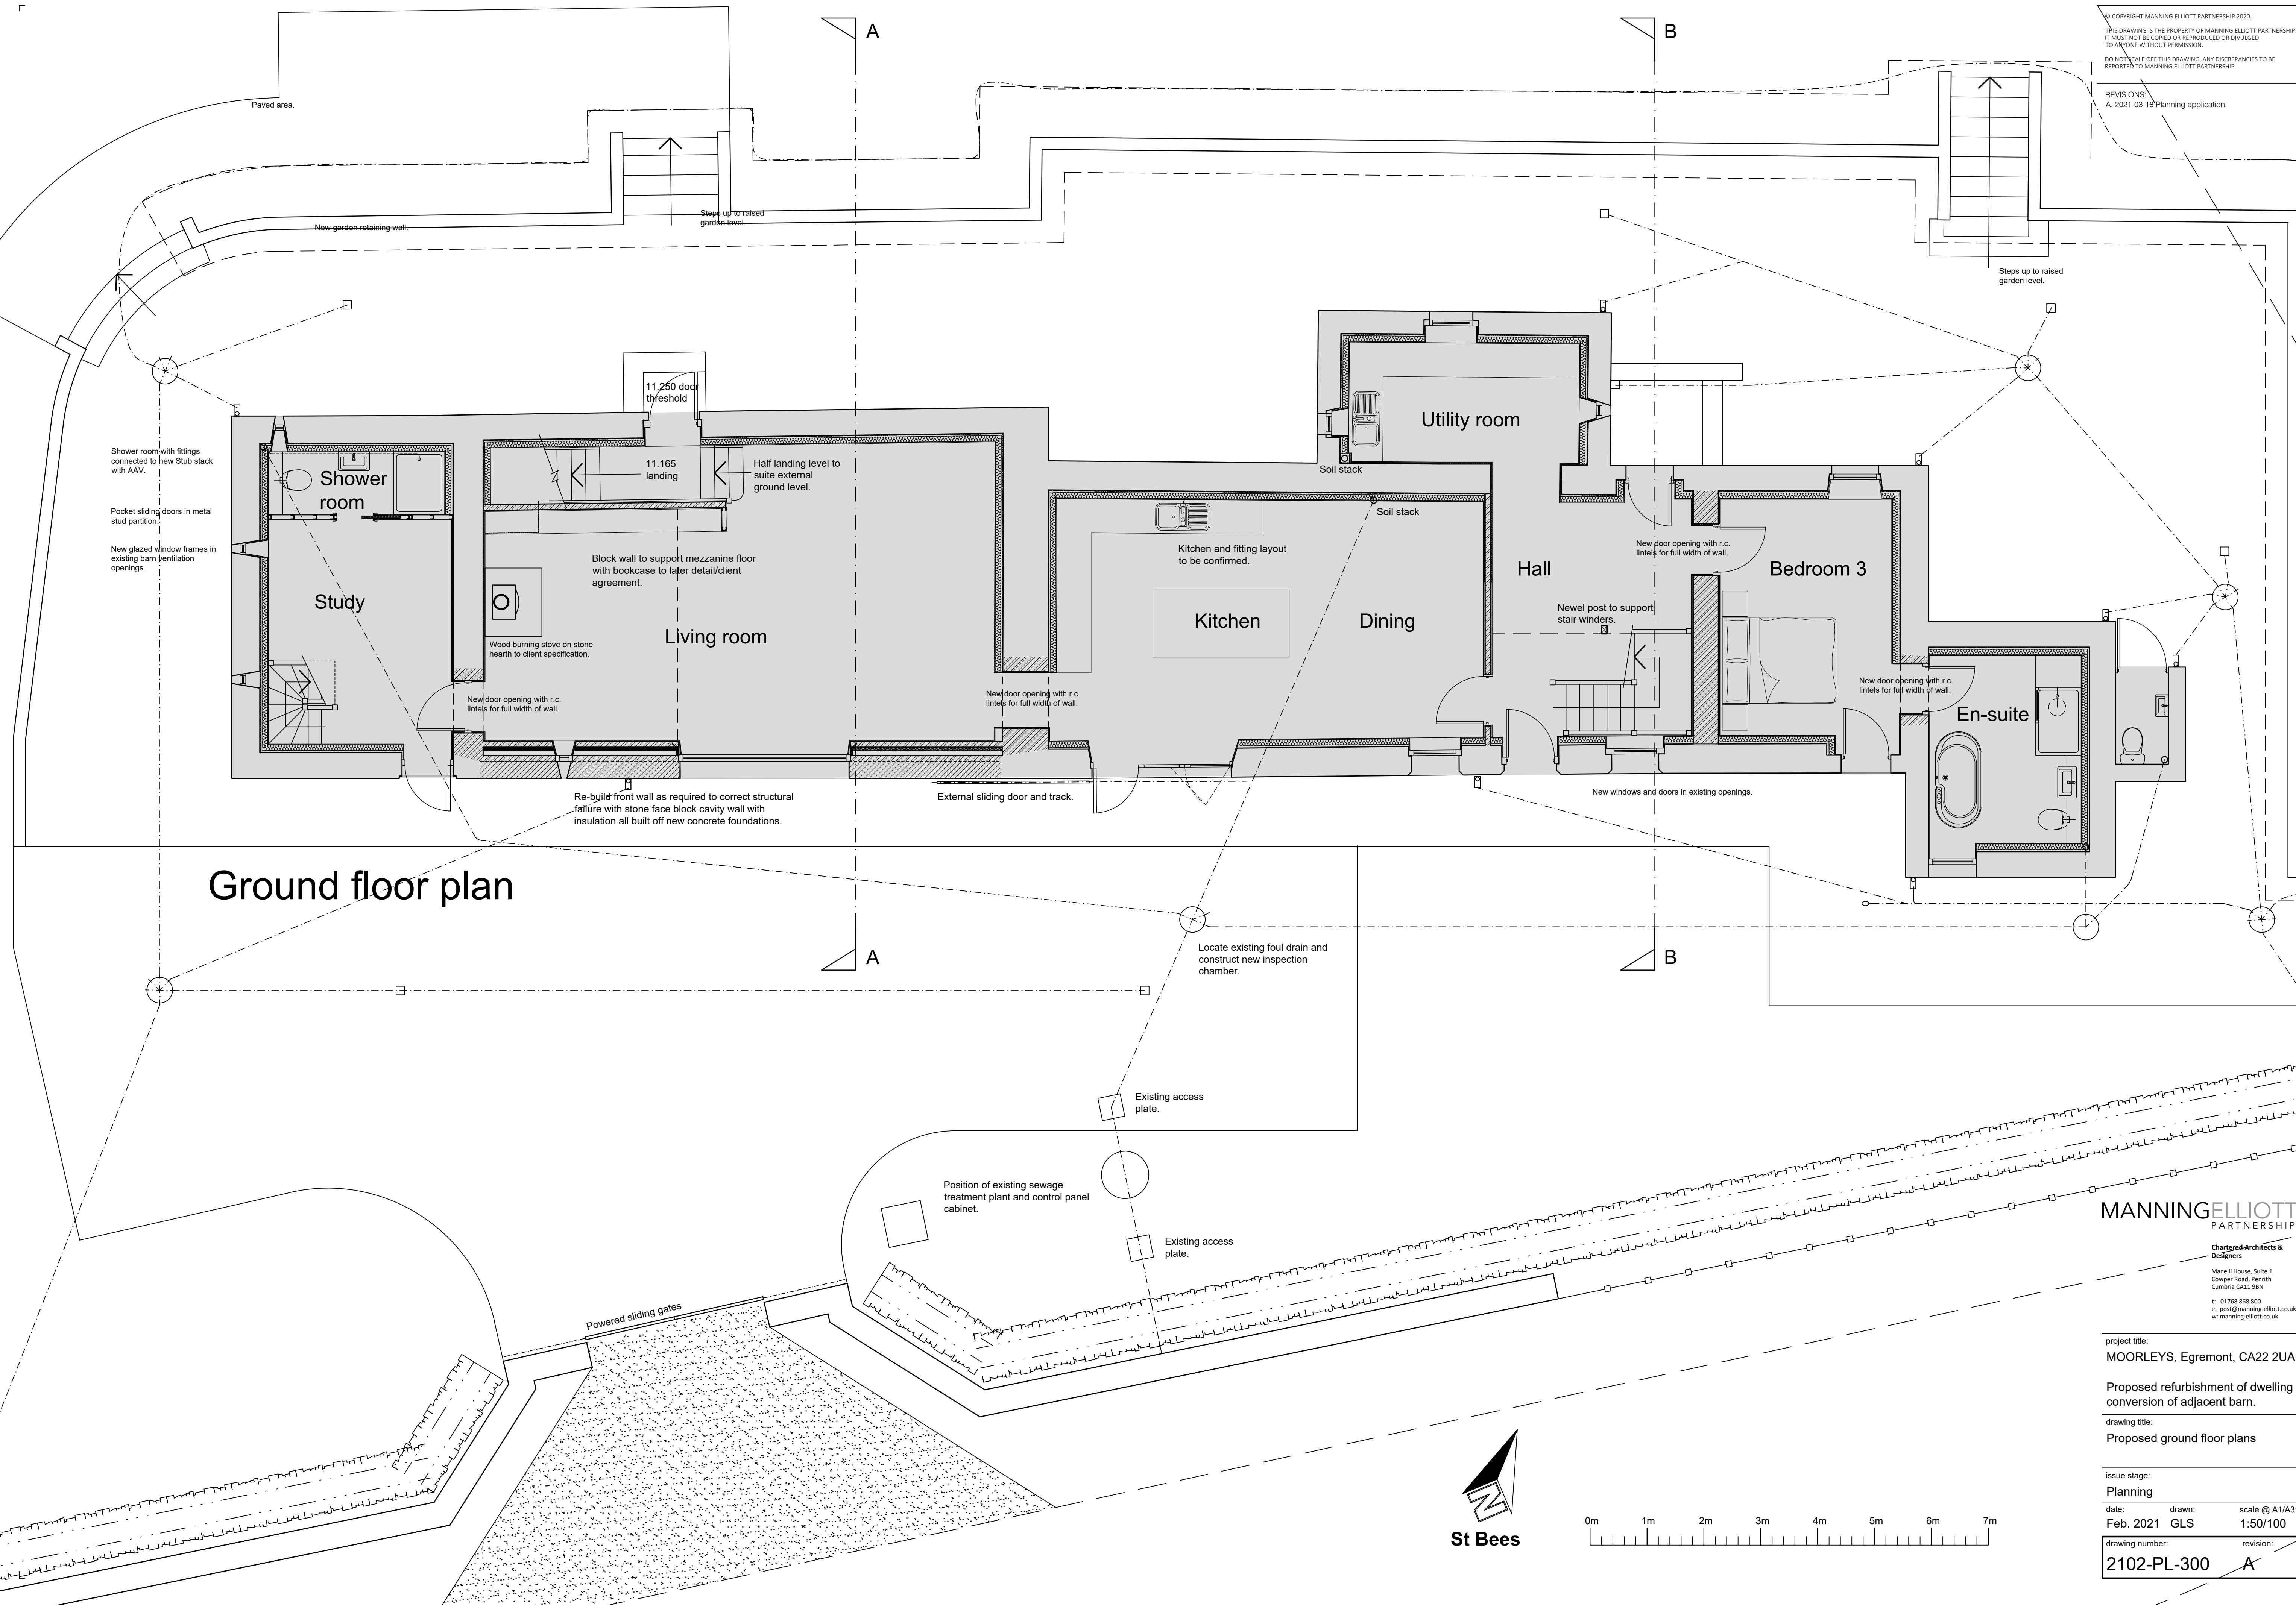 A
B
© COPYRIGHT MANNING ELLIOTT PARTNERSHIP 2020.
THIS DRAWING IS THE PROPERTY OF MANNING ELLIOTT PARTNERSHIP.
IT MUST NOT BE COPIED OR REPRODUCED OR DIVULGED
TO ANYONE WITHOUT PERMISSION.
DO NOT SCALE OFF THIS DRAWING. ANY DISCREPANCIES TO BE
REPORTED TO MANNING ELLIOTT PARTNERSHIP.
REVISIONS:
A. 2021-03-18 Planning application.
Paved area.
Steps up to raised
garden level.
New garden retaining wall.
Steps up to raised
garden level.
11.250 door
threshold
Utility room
Shower room with fittings
connected to new Stub stack
with AAV.
Shower
room
11.165
landing
Half landing level to
suite external
ground level.
Soil stack
Pocket sliding doors in metal
stud partition.
Soil stack
New glazed window frames in
existing barn ventilation
openings.
Block wall to support mezzanine floor
with bookcase to later detail/client
agreement.
Kitchen and fitting layout
to be confirmed.
New door opening with r.c.
lintels for full width of wall.
Hall
Bedroom 3
Study
Newel post to support
stair winders.
Living room
Kitchen
Dining
Wood burning stove on stone
hearth to client specification.
New door opening with r.c.
lintels for full width of wall.
New door opening with r.c.
lintels for full width of wall.
New door opening with r.c.
lintels for full width of wall.
En-suite
Re-build front wall as required to correct structural
failure with stone face block cavity wall with
insulation all built off new concrete foundations.
External sliding door and track.
New windows and doors in existing openings.
Ground floor plan
A
B
Locate existing foul drain and
construct new inspection
chamber.
Existing access
plate.
Position of existing sewage
treatment plant and control panel
cabinet.
Existing access
plate.
Powered sliding gates
MANNINGELLIOTT
PARTNERSHIP
Chartered Architects &
Designers
Manelli House, Suite 1
Cowper Road, Penrith
Cumbria CA11 9BN
t: 01768 868 800
e: post@manning-elliott.co.uk
w: manning-elliott.co.uk
project title:
MOORLEYS, Egremont, CA22 2UA
Proposed refurbishment of dwelling
conversion of adjacent barn.
drawing title:
Proposed ground floor plans
issue stage:
Planning
date: drawn: scale @ A1/A3:
Feb. 2021 GLS 1:50/100
drawing number: revision:
2102-PL-300 A
N
St Bees
0m 1m 2m 3m 4m 5m 6m 7m